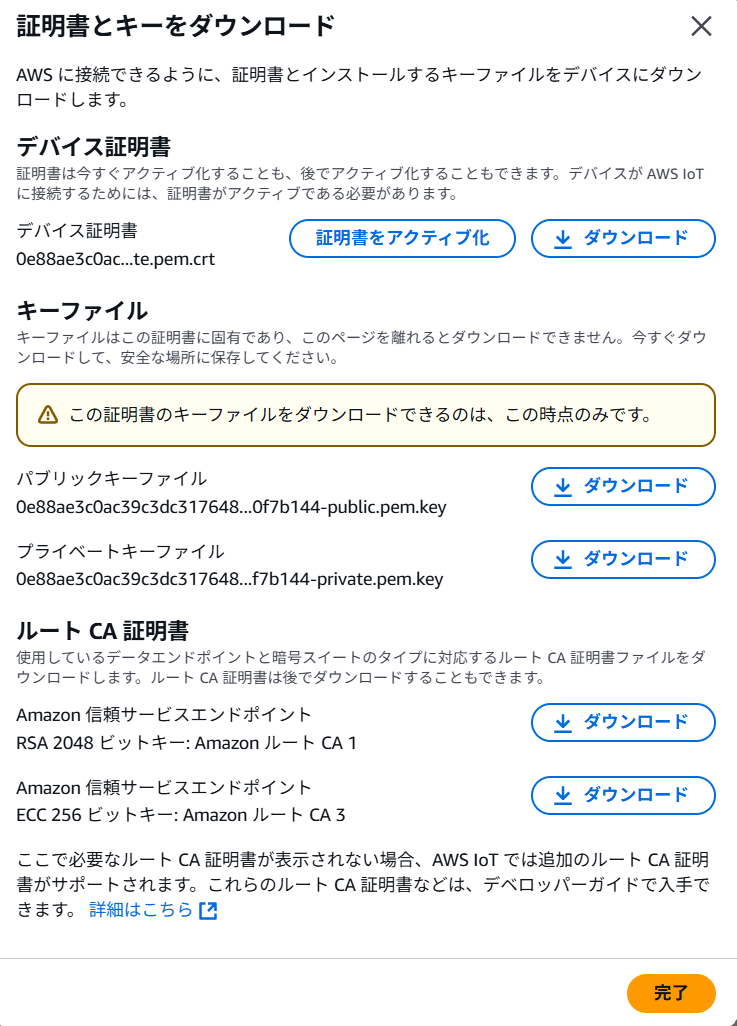 証明書とキーをダウンロード
AWS に接続できるように、証明書とインストールするキーファイルをデバイスにダウン
ロードします。
デバイス証明書
証明書は今すぐアクティブ化することも、後でアクティブ化することもできます。デバイスが AWS IoT
に接続するためには、証明書がアクティブである必要があります。
デバイス証明書
0e88ae3c0ac...te.pem.crt
証明書をアクティブ化
ダウンロード
キーファイル
キーファイルはこの証明書に固有であり、このページを離れるとダウンロードできません。今すぐダウ
ンロードして、安全な場所に保存してください。
この証明書のキーファイルをダウンロードできるのは、この時点のみです。
パブリックキーファイル
0e88ae3c0ac39c3dc317648...0f7b144-public.pem.key
ダウンロード
プライベートキーファイル
0e88ae3c0ac39c3dc317648...f7b144-private.pem.key
ダウンロード
ルート CA 証明書
使用しているデータエンドポイントと暗号スイートのタイプに対応するルート CA 証明書ファイルをダ
ウンロードします。ルート CA 証明書は後でダウンロードすることもできます。
Amazon 信頼サービスエンドポイント
RSA 2048 ビットキー: Amazon ルート CA 1
ダウンロード
Amazon 信頼サービスエンドポイント
ECC 256 ビットキー: Amazon ルート CA 3
ダウンロード
ここで必要なルート CA 証明書が表示されない場合、AWS IoT では追加のルート CA 証明
書がサポートされます。これらのルート CA 証明書などは、デベロッパーガイドで入手で
きます。 詳細はこちら
完了